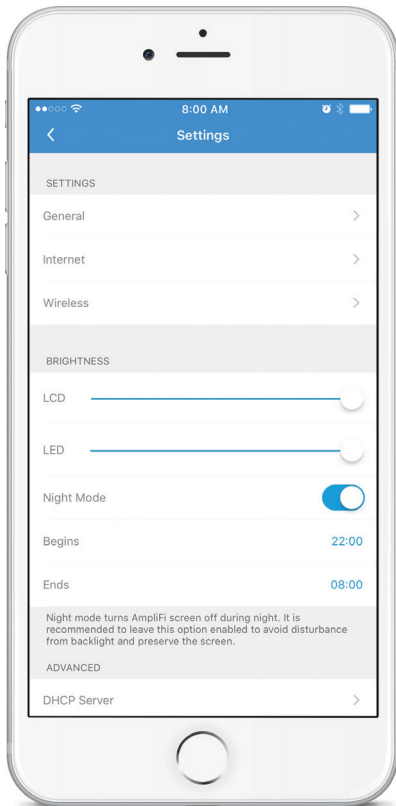 8:00 AM
Settings
SETTINGS
General
Internet
Wireless
BRIGHTNESS
LCD
LED
Night Mode
Begins 22:00
Ends 08:00
Night mode turns AmpliFi screen off during night. It is
recommended to leave this option enabled to avoid disturbance
from backlight and preserve the screen.
ADVANCED
DHCP Server